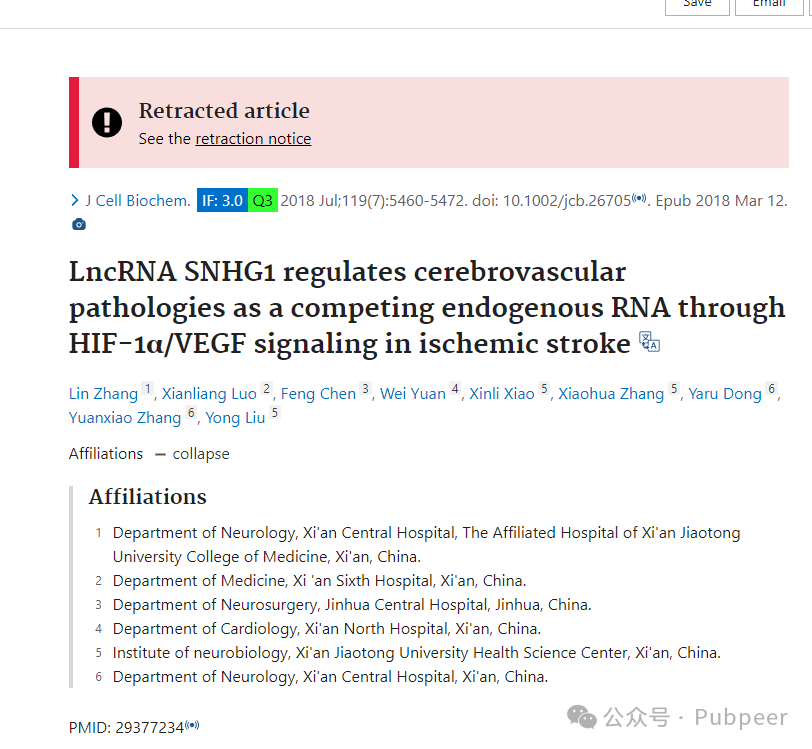 Save Email
Retracted article
See the retraction notice
J Cell Biochem. IF: 3.0 Q3 2018 Jul;119(7):5460-5472. doi: 10.1002/jcb.26705. Epub 2018 Mar 12.
LncRNA SNHG1 regulates cerebrovascular
pathologies as a competing endogenous RNA through
HIF-1α/VEGF signaling in ischemic stroke
Lin Zhang 1, Xianliang Luo 2, Feng Chen 3, Wei Yuan 4, Xinli Xiao 5, Xiaohua Zhang 5, Yaru Dong 6,
Yuanxiao Zhang 6, Yong Liu 5
Affiliations — collapse
Affiliations
1 Department of Neurology, Xi'an Central Hospital, The Affiliated Hospital of Xi'an Jiaotong
University College of Medicine, Xi'an, China.
2 Department of Medicine, Xi 'an Sixth Hospital, Xi'an, China.
3 Department of Neurosurgery, Jinhua Central Hospital, Jinhua, China.
4 Department of Cardiology, Xi'an North Hospital, Xi'an, China.
5 Institute of neurobiology, Xi'an Jiaotong University Health Science Center, Xi'an, China.
6 Department of Neurology, Xi'an Central Hospital, Xi'an, China.
PMID: 29377234
公众号 · Pubpeer